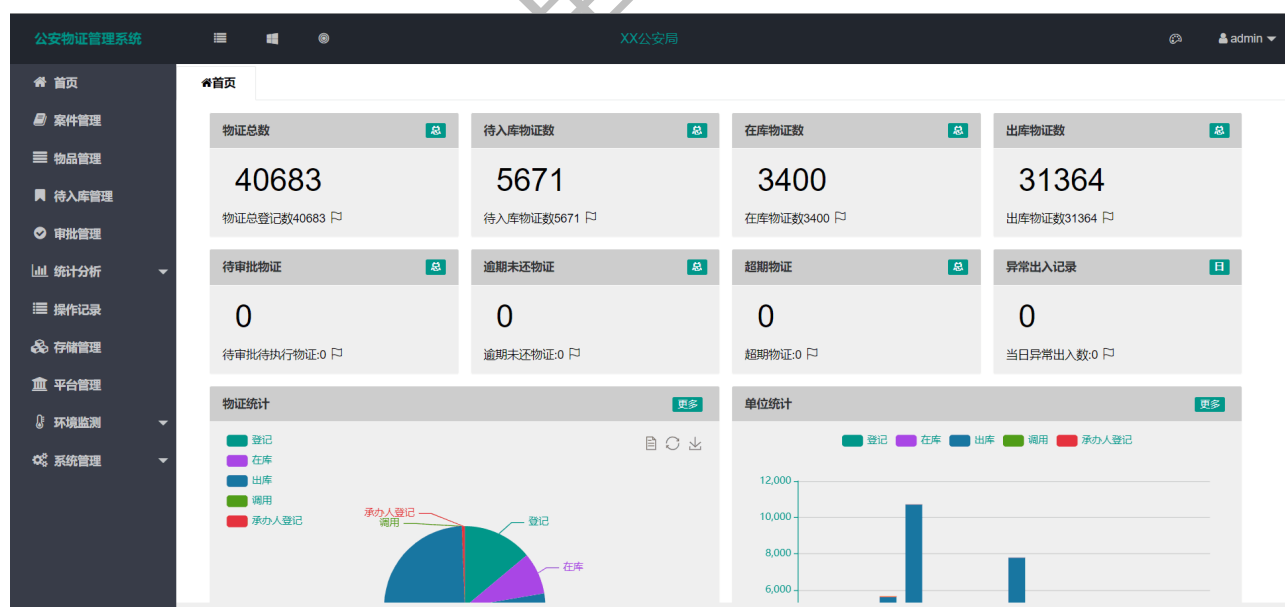 公安物证管理系统
XX公安局
admin
首页
案件管理
物品管理
待入库管理
审批管理
统计分析
操作记录
存储管理
平台管理
环境监测
系统管理
首页
物证总数 总
40683
物证总登记数40683
待入库物证数 总
5671
待入库物证数5671
在库物证数 总
3400
在库物证数3400
出库物证数 总
31364
出库物证数31364
待审批物证 总
0
待审批待执行物证:0
逾期未还物证 总
0
逾期未还物证:0
超期物证 总
0
超期物证:0
异常出入记录 日
0
当日异常出入数:0
物证统计 更多
登记
在库
出库
调用
承办人登记
承办人登记
调用
登记
在库
单位统计 更多
登记 在库 出库 调用 承办人登记
12,000
10,000
8,000
6,000